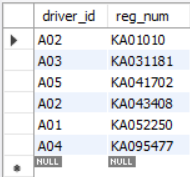 driver_id reg_num
A02 KA01010
A03 KA031181
A05 KA041702
A02 KA043408
A01 KA052250
A04 KA095477
NULL NULL